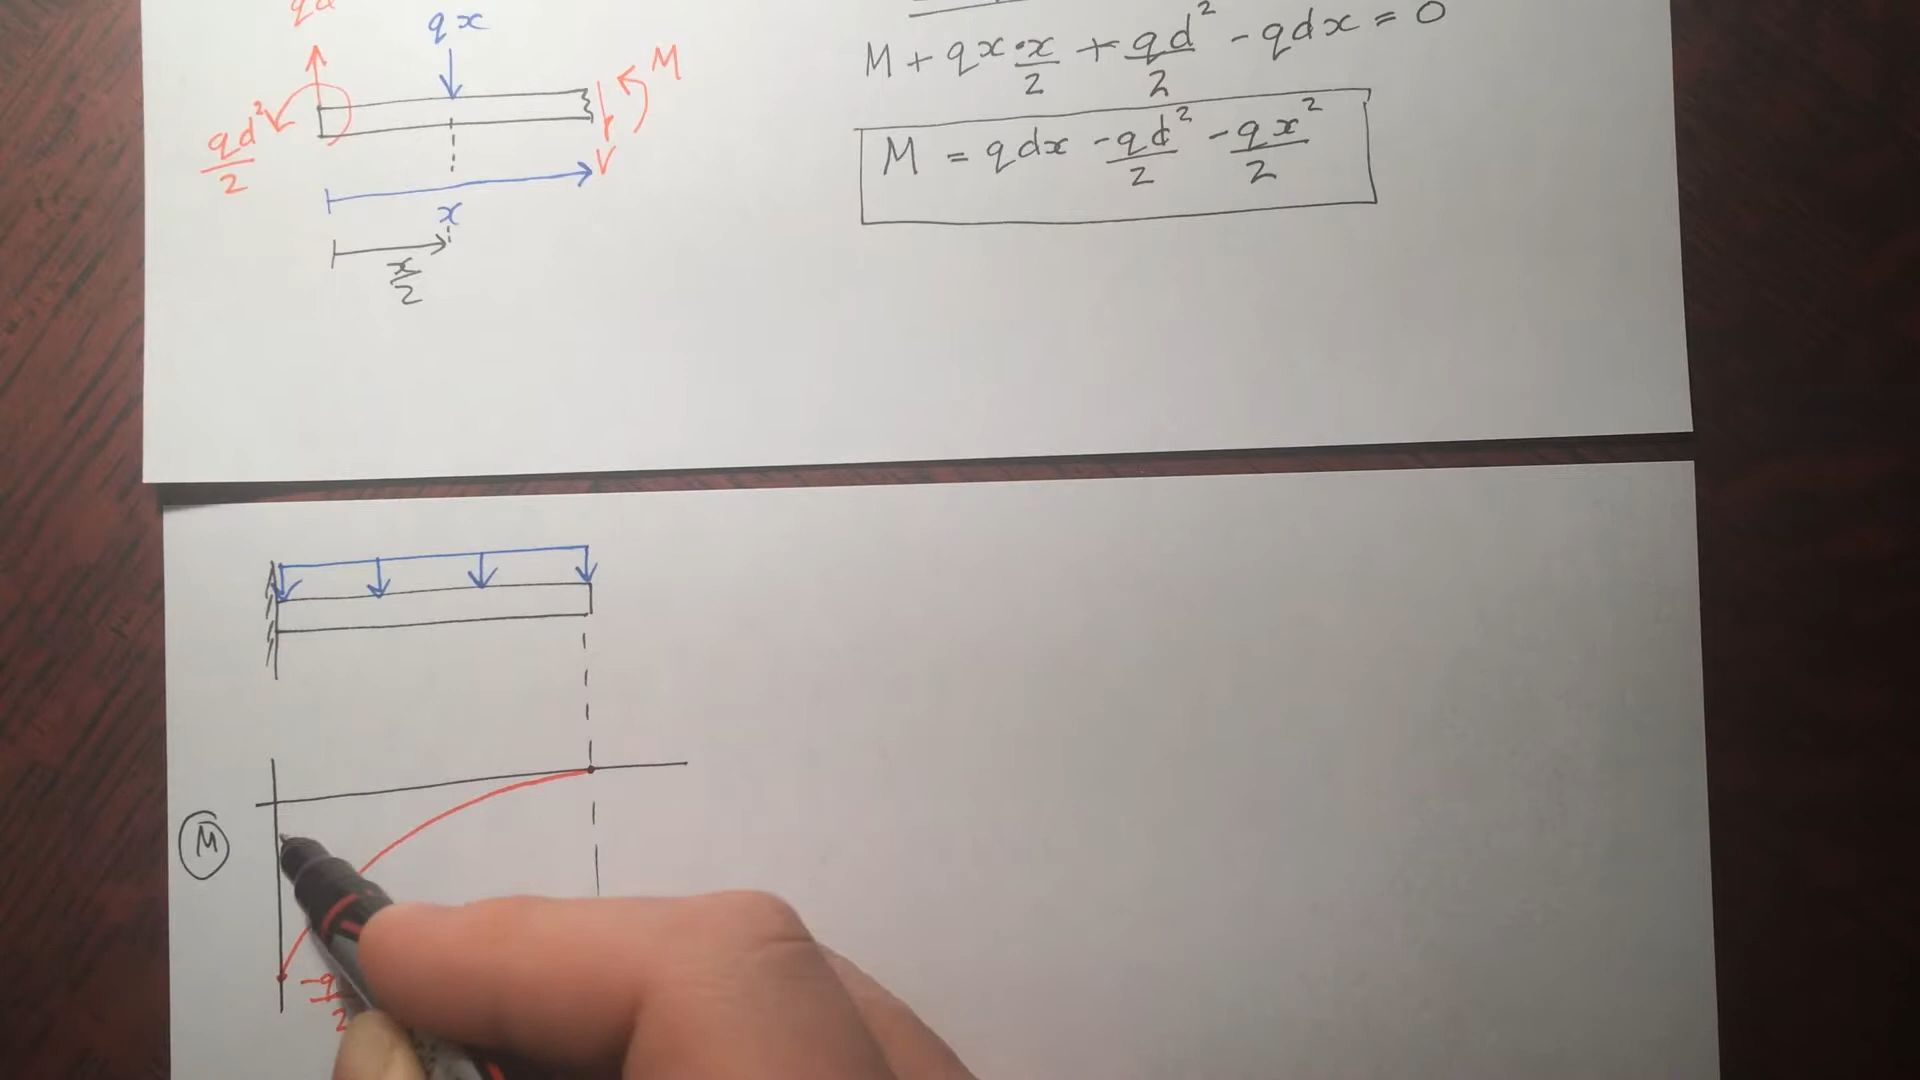 qx
M + qx · x/2 + qd²/2 - qdx = 0
M
qd²/2
V
M = qdx - qd²/2 - qx²/2
x
x/2
M